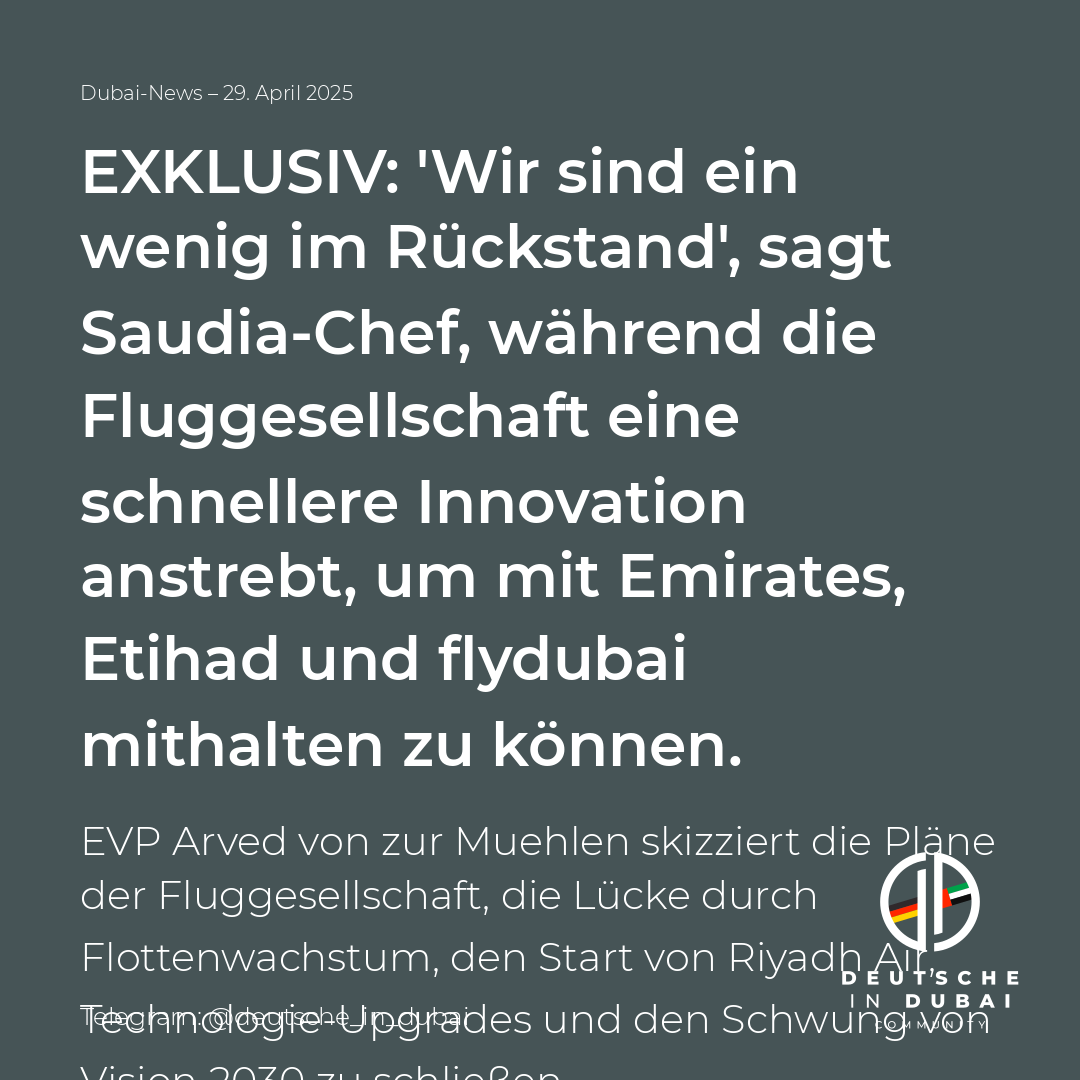 Dubai-News – 29. April 2025
EXKLUSIV: 'Wir sind ein
wenig im Rückstand', sagt
Saudia-Chef, während die
Fluggesellschaft eine
schnellere Innovation
anstrebt, um mit Emirates,
Etihad und flydubai
mithalten zu können.
EVP Arved von zur Muehlen skizziert die Pläne
der Fluggesellschaft, die Lücke durch
Flottenwachstum, den Start von Riyadh Air,
Technologie-Upgrades und den Schwung von
Telegram: @deutsche_in_dubai
Vision 2030 zu schließen
DEUTSCHE
IN DUBAI
COMMUNITY